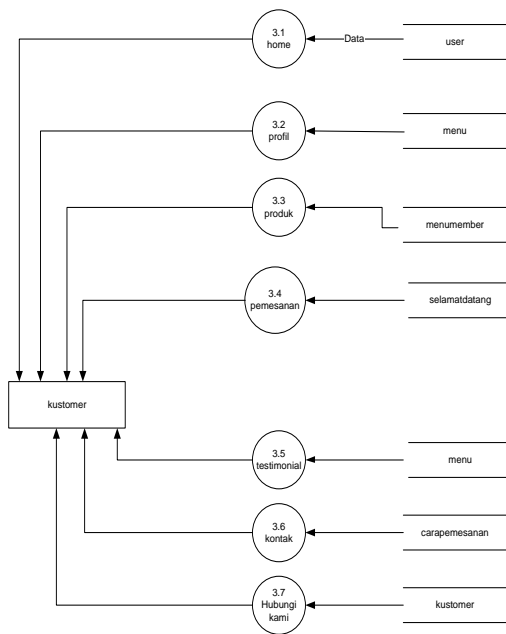 3.1
home
Data
user
3.2
profil
menu
3.3
produk
menumember
3.4
pemesanan
selamatdatang
kustomer
3.5
testimonial
menu
3.6
kontak
carapemesanan
3.7
Hubungi
kami
kustomer